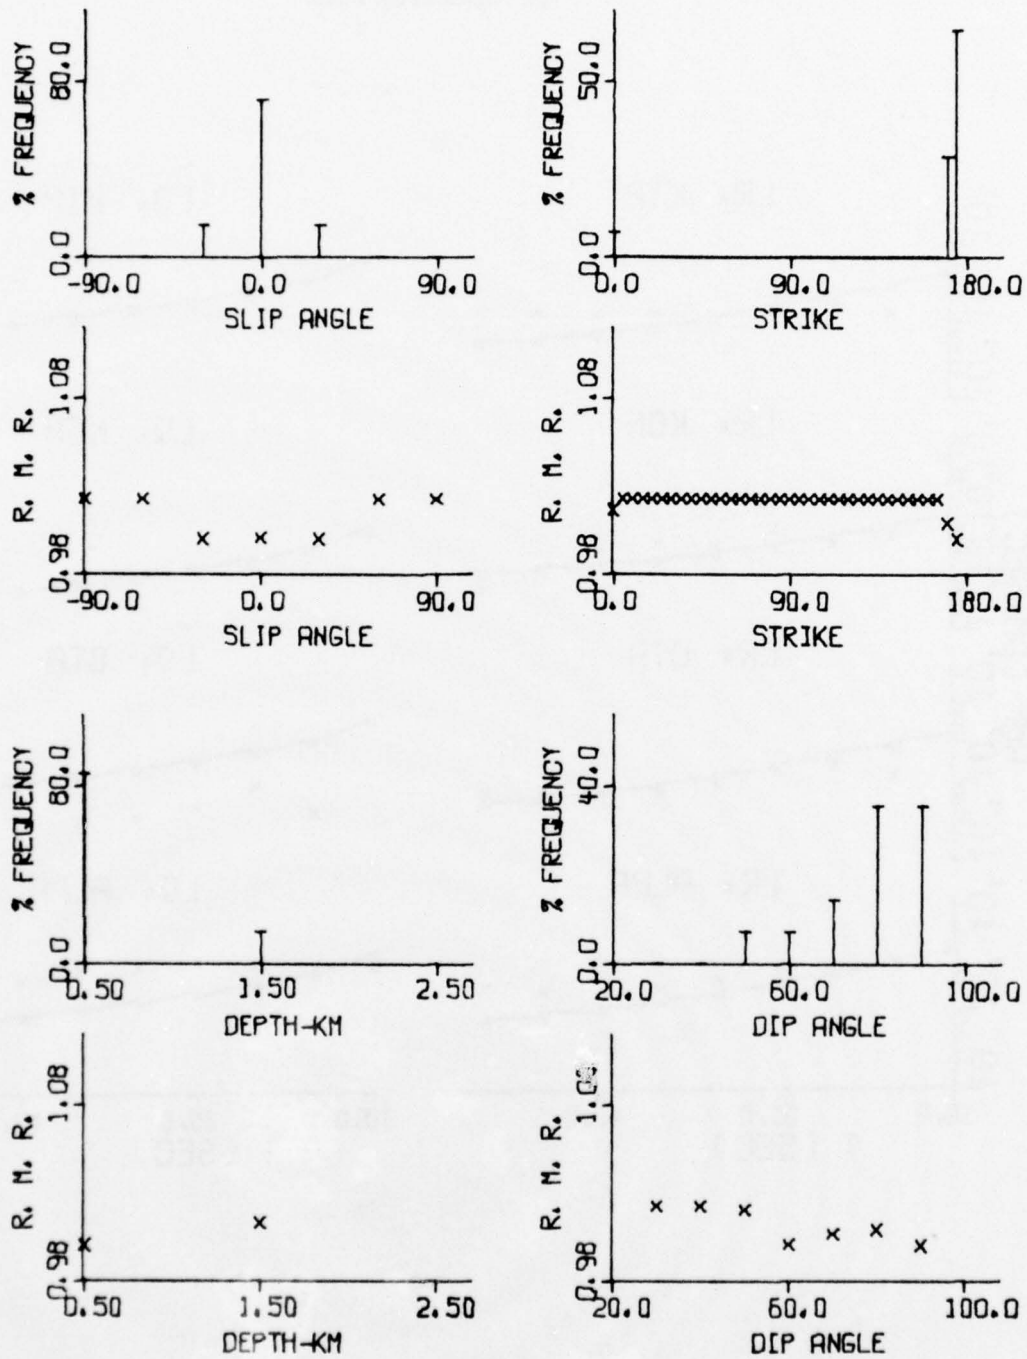 % FREQUENCY
80.0
0.0
-90.0 0.0 90.0
SLIP ANGLE
% FREQUENCY
50.0
0.0
0.0 90.0 180.0
STRIKE
R. M. R.
1.08
0.98
-90.0 0.0 90.0
SLIP ANGLE
R. M. R.
1.08
0.98
0.0 90.0 180.0
STRIKE
% FREQUENCY
80.0
0.0
0.50 1.50 2.50
DEPTH-KM
% FREQUENCY
40.0
0.0
20.0 60.0 100.0
DIP ANGLE
R. M. R.
1.08
0.98
0.50 1.50 2.50
DEPTH-KM
R. M. R.
1.08
0.98
20.0 60.0 100.0
DIP ANGLE